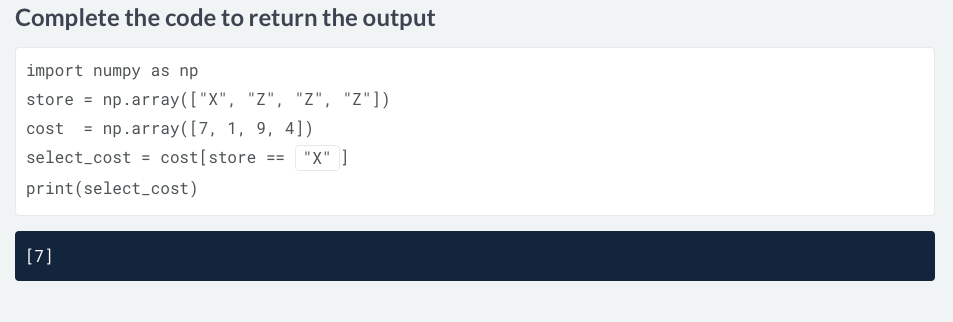 Complete the code to return the output
import numpy as np
store = np.array(["X", "Z", "Z", "Z"])
cost  = np.array([7, 1, 9, 4])
select_cost = cost[store == "X" ]
print(select_cost)
[7]